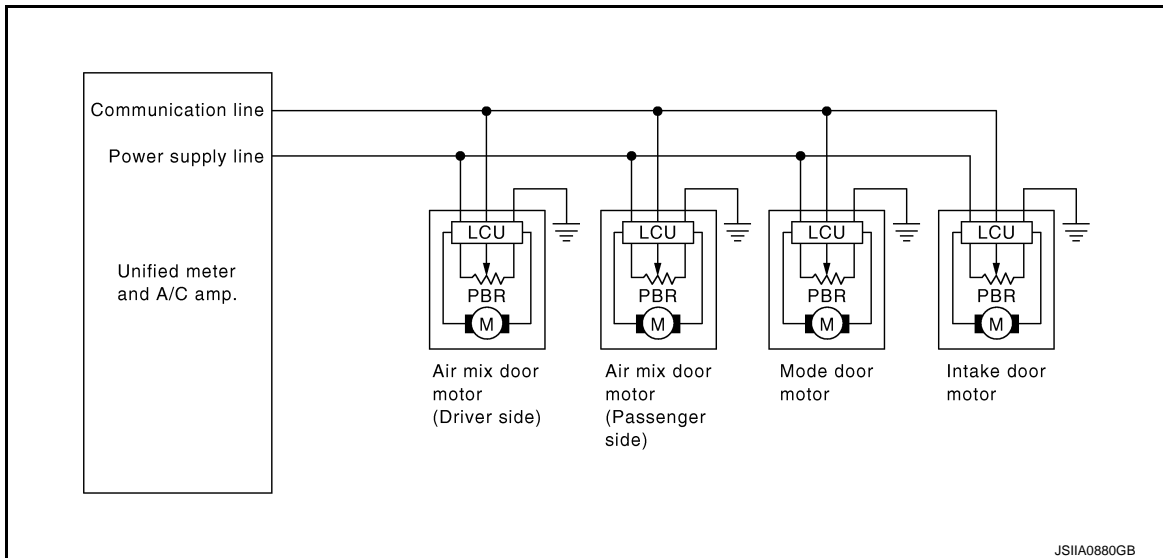 Communication line
Power supply line
Unified meter
and A/C amp.
LCU
PBR
M
Air mix door
motor
(Driver side)
LCU
PBR
M
Air mix door
motor
(Passenger
side)
LCU
PBR
M
Mode door
motor
LCU
PBR
M
Intake door
motor
JSIIA0880GB